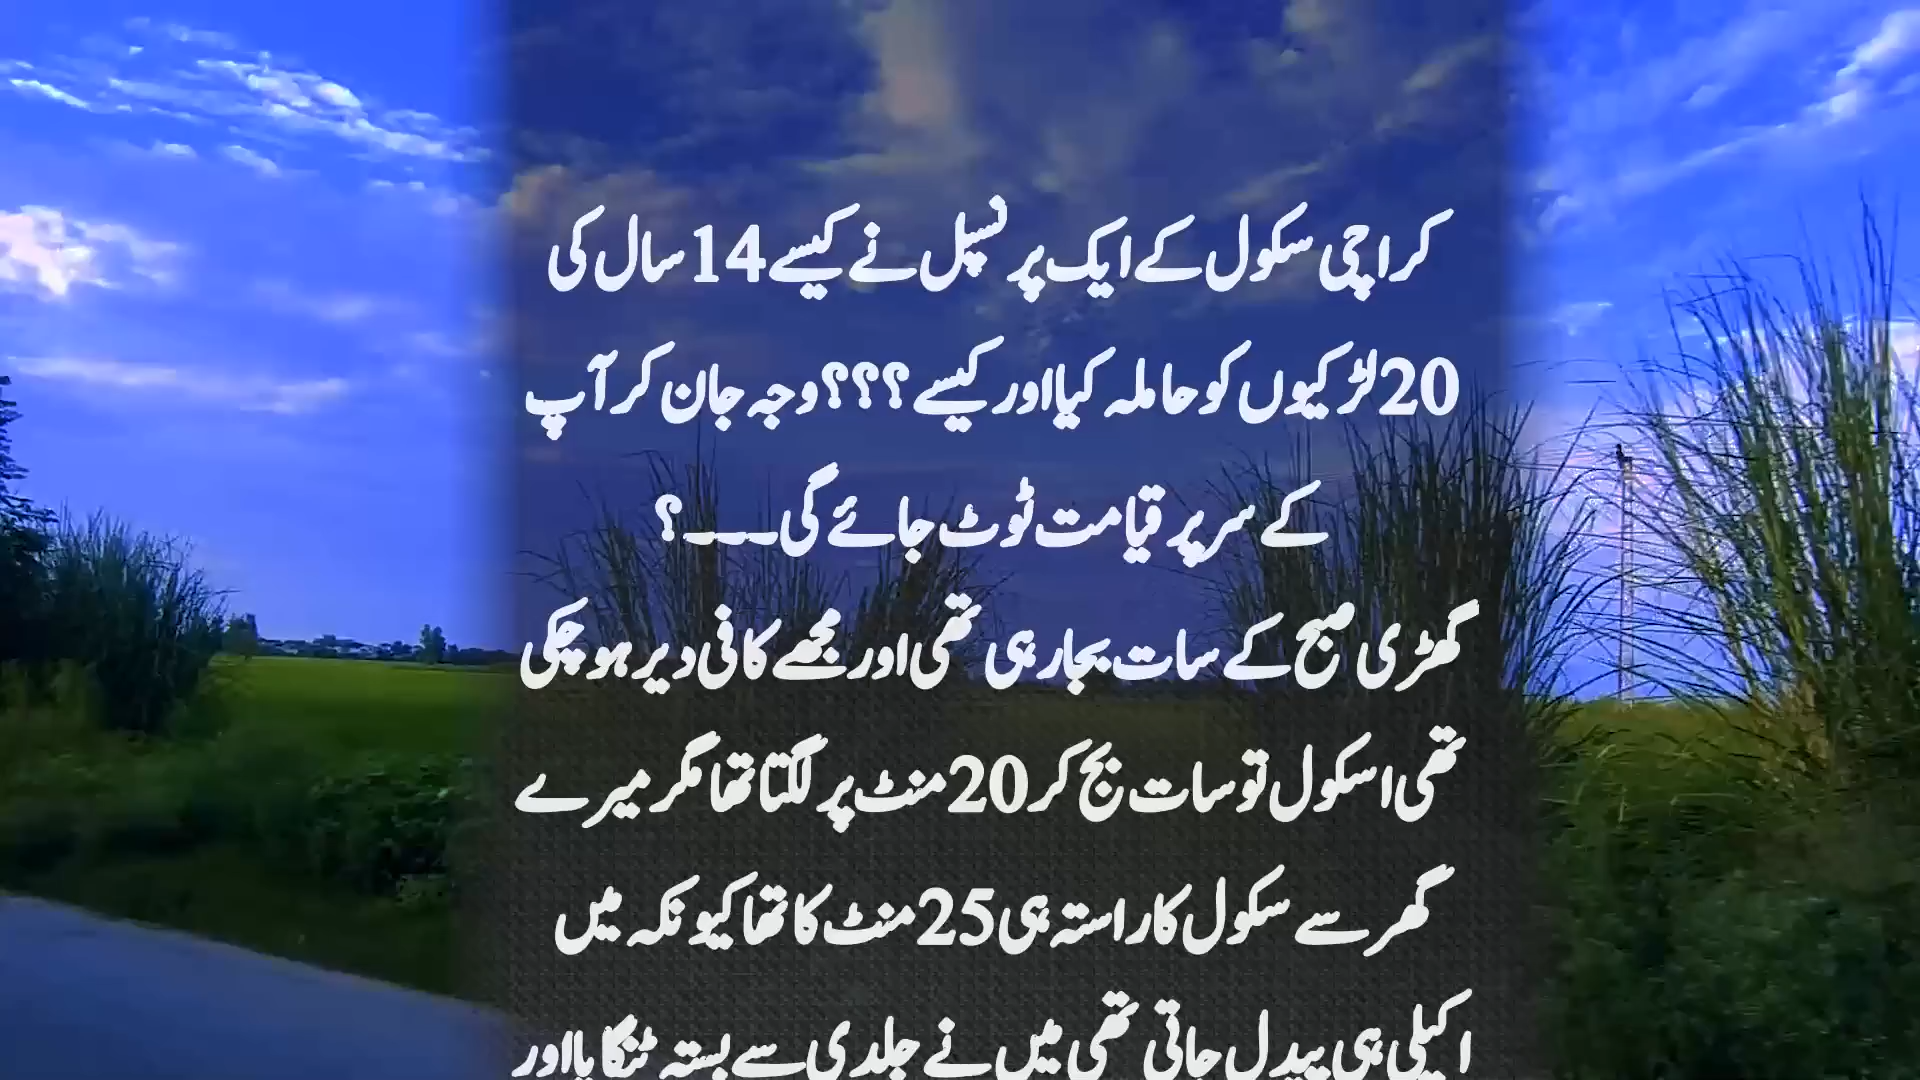 کراچی سکول کے ایک پرنسپل نے کیسے 14 سال کی
20 لڑکیوں کو حاملہ کیا اور کیسے ؟؟؟؟ وجہ جان کر آپ
کے سر پر قیامت ٹوٹ جائے گی۔۔۔۔؟
گھڑی صبح کے سات بجا رہی تھی اور مجھے کافی دیر ہو چکی
تھی اسکول تو سات بج کر 20 منٹ پر لگتا تھا مگر میرے
گھر سے سکول کا راستہ ہی 25 منٹ کا تھا کیونکہ میں
اکیلی ہی پیدل جاتی تھی میں نے جلدی سے بستہ ٹنگایا اور